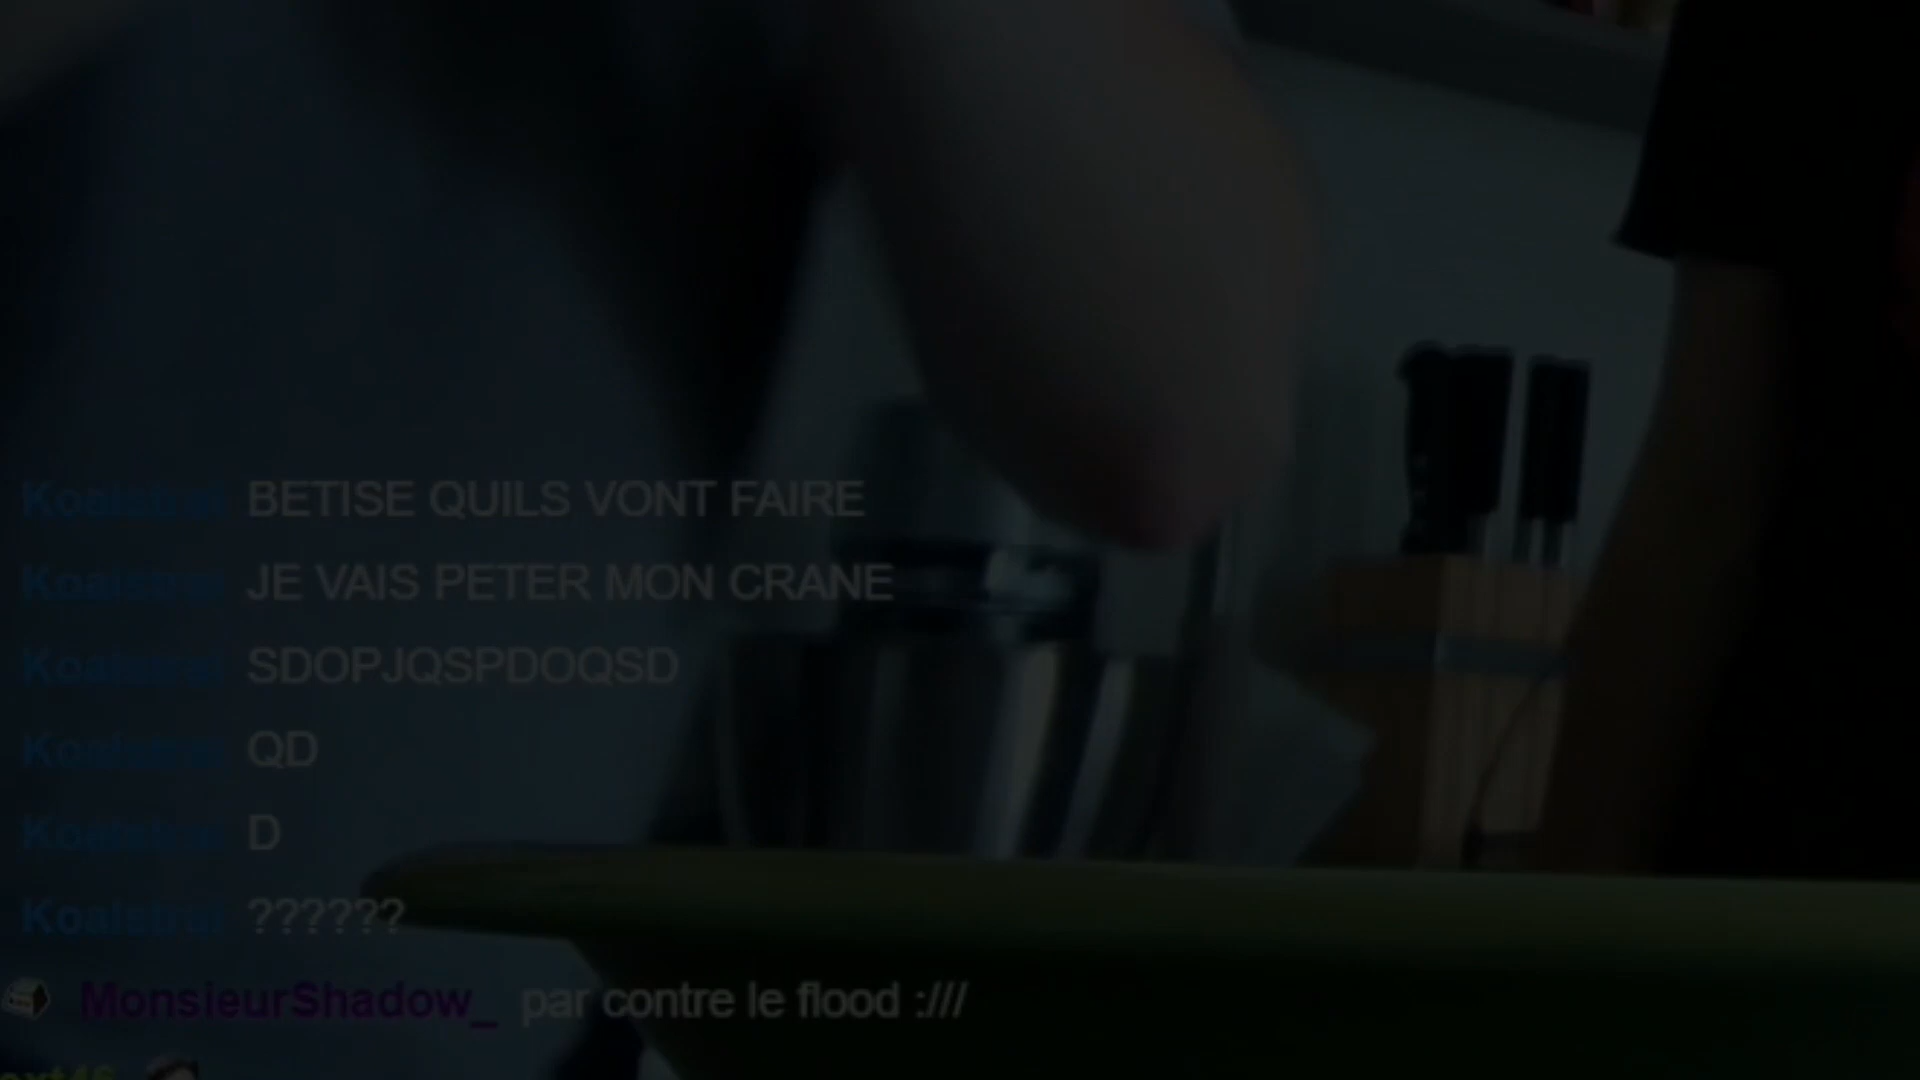 BETISE QUILS VONT FAIRE
JE VAIS PETER MON CRANE
SDOPJQSPDOQSD
QD
D
??????
MonsieurShadow_ par contre le flood :///